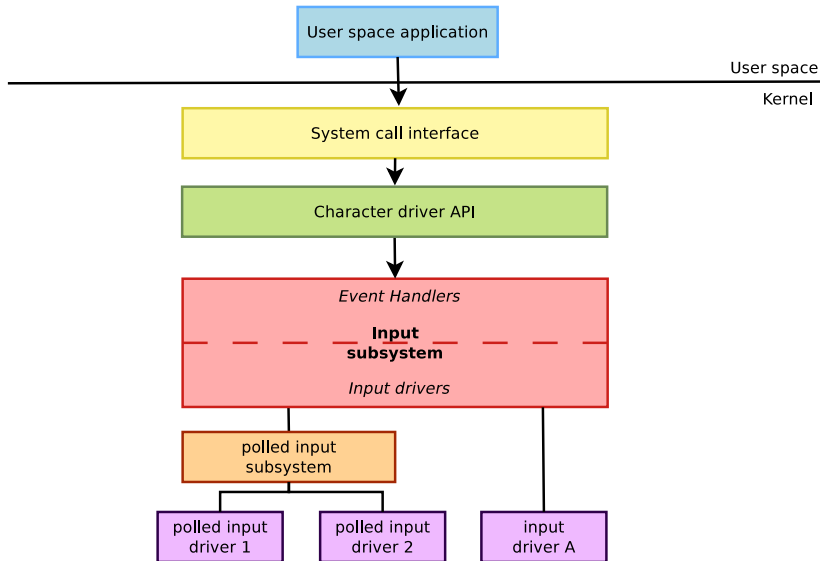 User space application
User space
Kernel
System call interface
Character driver API
Event Handlers
Input
subsystem
Input drivers
polled input
subsystem
polled input
driver 1
polled input
driver 2
input
driver A